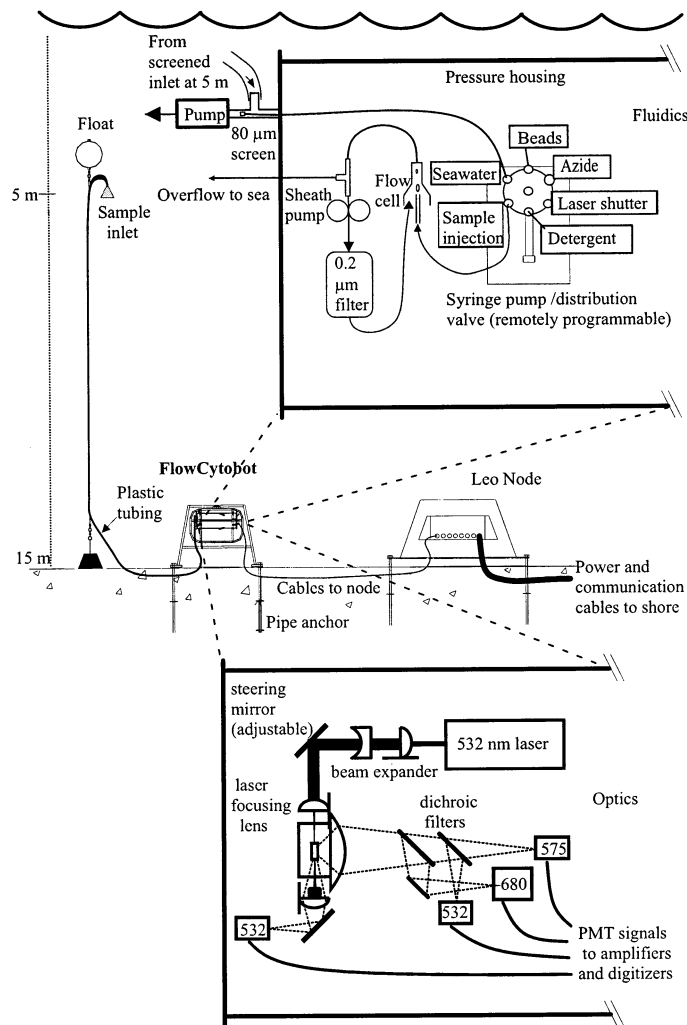 From
screened
inlet at 5 m
Pressure housing
Pump
Fluidics
80 µm
screen
Float
Beads
Azide
Seawater
5 m
Overflow to sea
Sheath
pump
Flow
cell
Laser shutter
Sample
inlet
Sample
injection
Detergent
0.2
µm
filter
Syringe pump /distribution
valve (remotely programmable)
FlowCytobot
Leo Node
Plastic
tubing
15 m
Cables to node
Power and
communication
cables to shore
Pipe anchor
steering
mirror
(adjustable)
532 nm laser
beam expander
laser
focusing
lens
dichroic
filters
Optics
575
680
532
532
PMT signals
to amplifiers
and digitizers